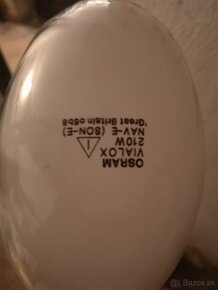 OSRAM
VIALOX
210W
NAV-E (SON-E)
Great Britain
Bazos.sk